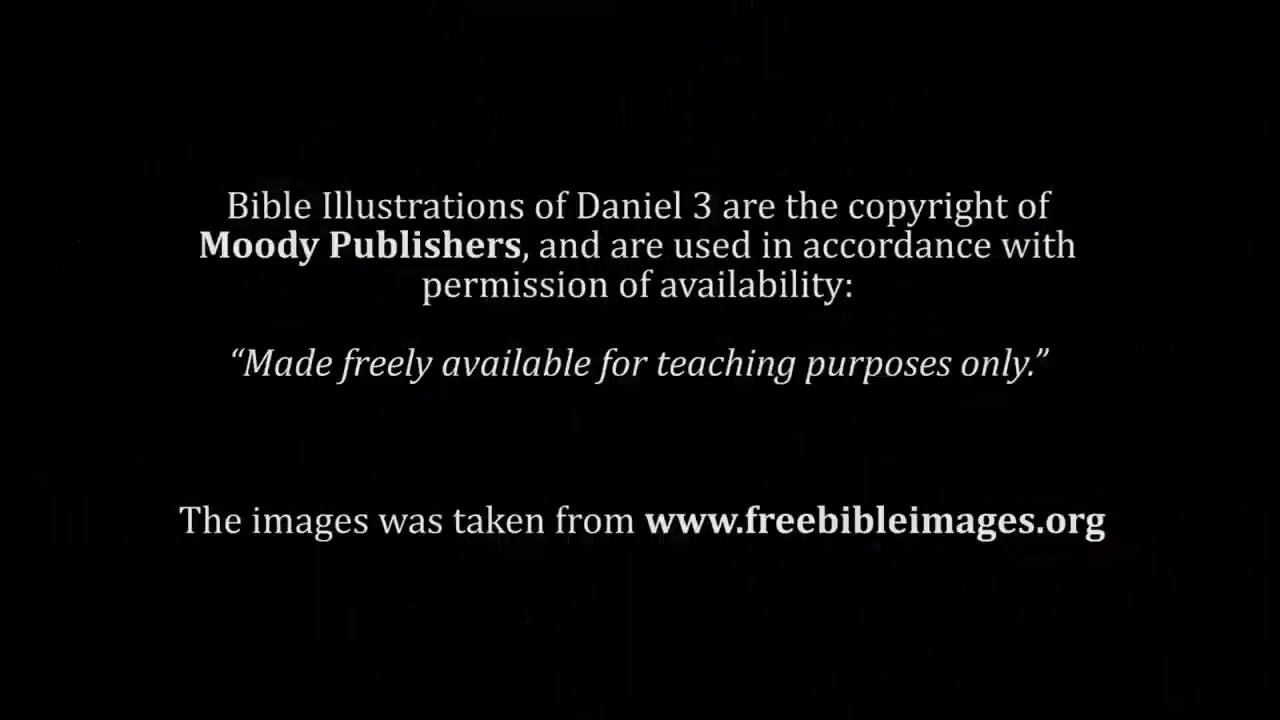 Bible Illustrations of Daniel 3 are the copyright of
Moody Publishers, and are used in accordance with
permission of availability:
“Made freely available for teaching purposes only.”
The images was taken from www.freebibleimages.org